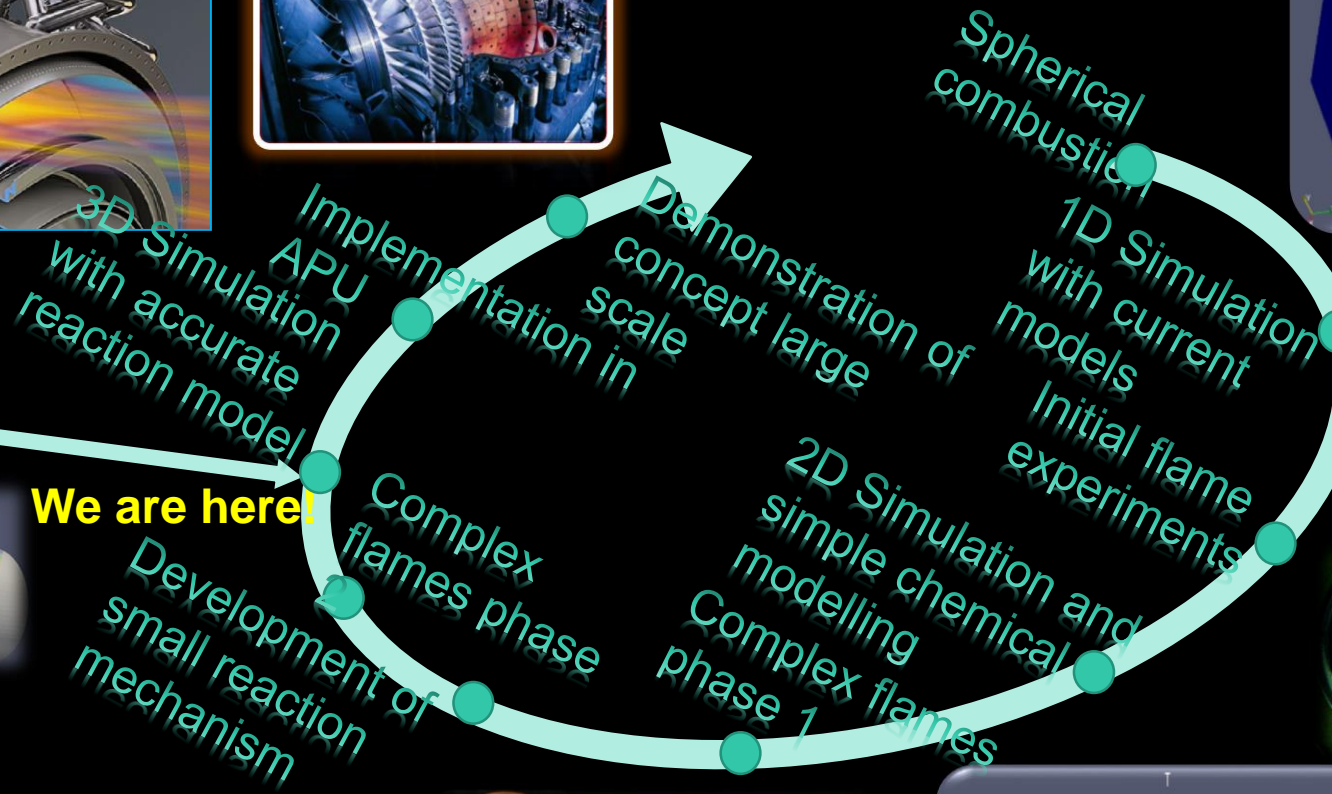 Spherical
combustion
1D Simulation
with current
models
Initial flame
experiments
2D Simulation and
simple chemical
modelling
Complex flames
phase 1
Complex
flames phase
2
Development of
small reaction
mechanism
We are here!
3D Simulation
with accurate
reaction model
Implementation in
APU
Demonstration of
concept large
scale